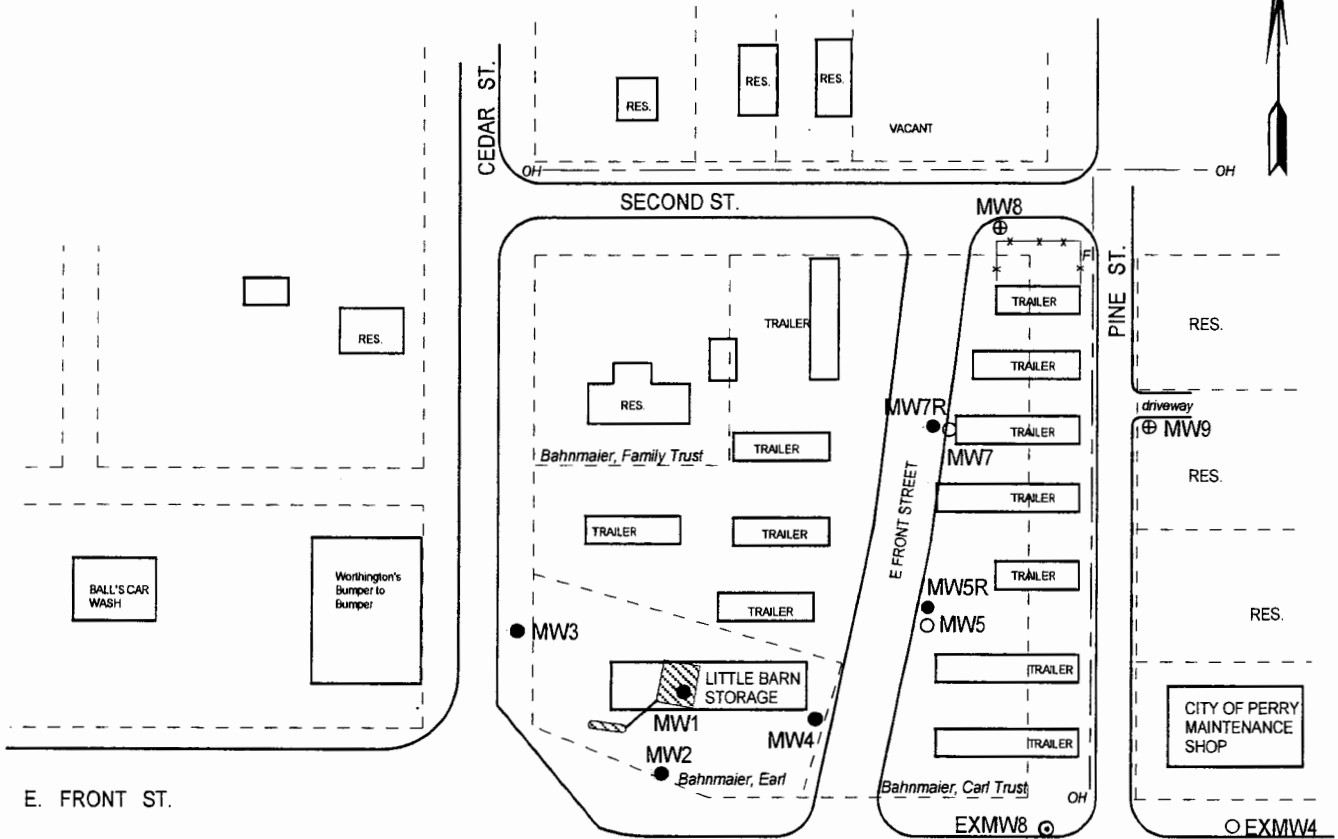 CEDAR ST.
RES.
RES.
RES.
VACANT
OH
OH
SECOND ST.
MW8
F
PINE ST.
TRAILER
RES.
TRAILER
RES.
TRAILER
RES.
driveway
MW7R
MW9
TRAILER
MW7
Bahnmaier, Family Trust
TRAILER
RES.
TRAILER
E FRONT STREET
TRAILER
TRAILER
BALL'S CAR
WASH
Worthington's
Bumper to
Bumper
TRAILER
MW5R
MW5
TRAILER
RES.
MW3
TRAILER
LITTLE BARN
STORAGE
MW1
MW4
CITY OF PERRY
MAINTENANCE
SHOP
TRAILER
MW2
Bahnmaier, Earl
Bahnmaier, Carl Trust
OH
E. FRONT ST.
EXMW8
EXMW4